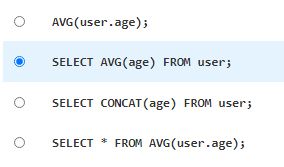 AVG(user.age);
SELECT AVG(age) FROM user;
SELECT CONCAT(age) FROM user;
SELECT * FROM AVG(user.age);